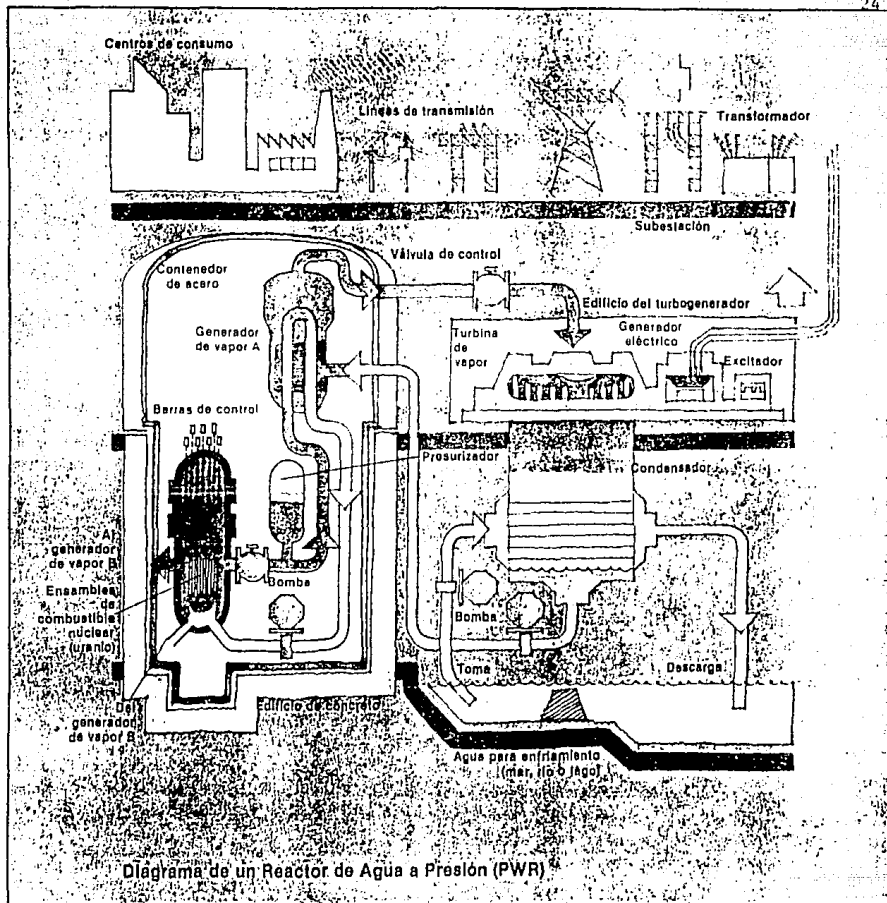 24
Centros de consumo
Líneas de transmisión
Transformador
Subestación
Contenedor
de acero
Válvula de control
Edificio del turbogenerador
Generador
de vapor A
Turbina
de
vapor
Generador
eléctrico
Excitador
Barras de control
Presurizador
Condensador
Al
generador
de vapor B
Bomba
Ensambles
de
combustible
nuclear
(uranio)
Bomba
Toma
Descarga
Del
generador
de vapor B
Edificio de concreto
Agua para enfriamiento
(mar, río o lago)
Diagrama de un Reactor de Agua a Presión (PWR)